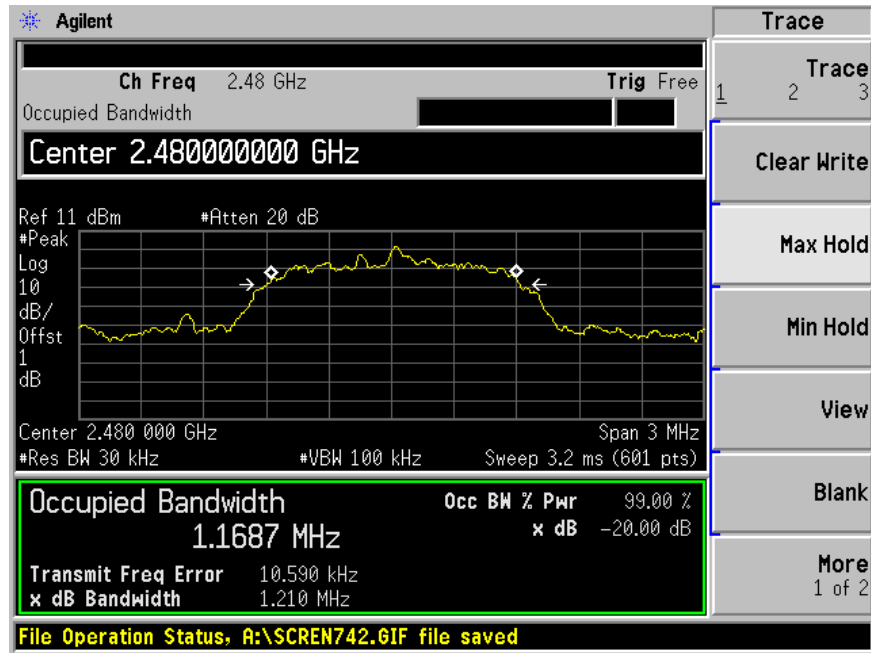 Agilent
Trace
Ch Freq 2.48 GHz Trig Free
Occupied Bandwidth
Center 2.480000000 GHz
Ref 11 dBm #Atten 20 dB
#Peak
Log
10
dB/
Offst
1
dB
Center 2.480 000 GHz Span 3 MHz
#Res BW 30 kHz #VBW 100 kHz Sweep 3.2 ms (601 pts)
Occupied Bandwidth Occ BW % Pwr 99.00 %
1.1687 MHz x dB -20.00 dB
Transmit Freq Error 10.590 kHz
x dB Bandwidth 1.210 MHz
File Operation Status, A:\SCREN742.GIF file saved
Trace
1 2 3
Clear Write
Max Hold
Min Hold
View
Blank
More
1 of 2